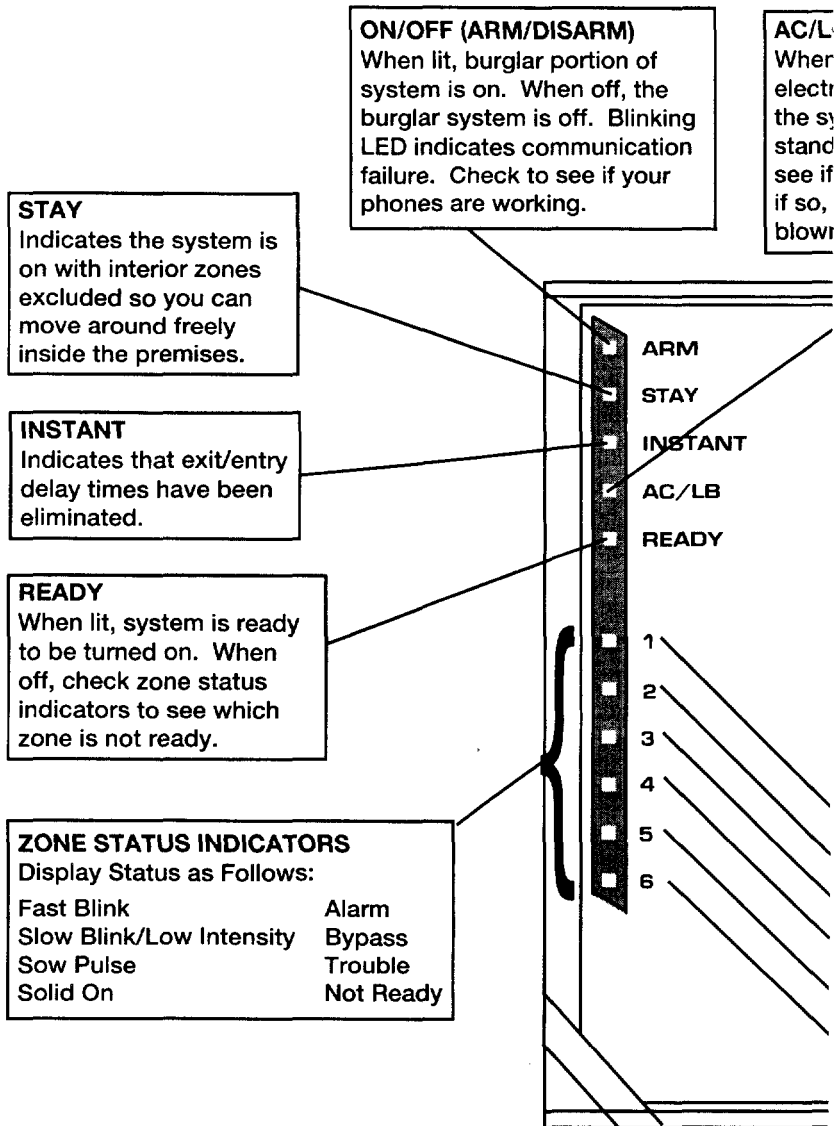 ON/OFF (ARM/DISARM)
When lit, burglar portion of
system is on. When off, the
burglar system is off. Blinking
LED indicates communication
failure. Check to see if your
phones are working.
AC/L
When
electr
the sy
stand
see if
if so,
blown
STAY
Indicates the system is
on with interior zones
excluded so you can
move around freely
inside the premises.
INSTANT
Indicates that exit/entry
delay times have been
eliminated.
READY
When lit, system is ready
to be turned on. When
off, check zone status
indicators to see which
zone is not ready.
ZONE STATUS INDICATORS
Display Status as Follows:
Fast Blink Alarm
Slow Blink/Low Intensity Bypass
Sow Pulse Trouble
Solid On Not Ready
ARM
STAY
INSTANT
AC/LB
READY
1
2
3
4
5
6